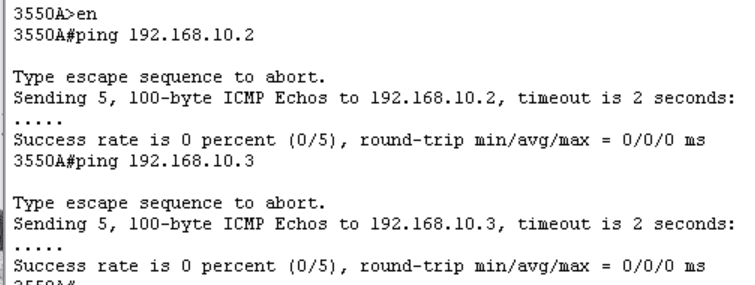 3550A>en
3550A#ping 192.168.10.2
Type escape sequence to abort.
Sending 5, 100-byte ICMP Echos to 192.168.10.2, timeout is 2 seconds:
.....
Success rate is 0 percent (0/5), round-trip min/avg/max = 0/0/0 ms
3550A#ping 192.168.10.3
Type escape sequence to abort.
Sending 5, 100-byte ICMP Echos to 192.168.10.3, timeout is 2 seconds:
.....
Success rate is 0 percent (0/5), round-trip min/avg/max = 0/0/0 ms
3550A#